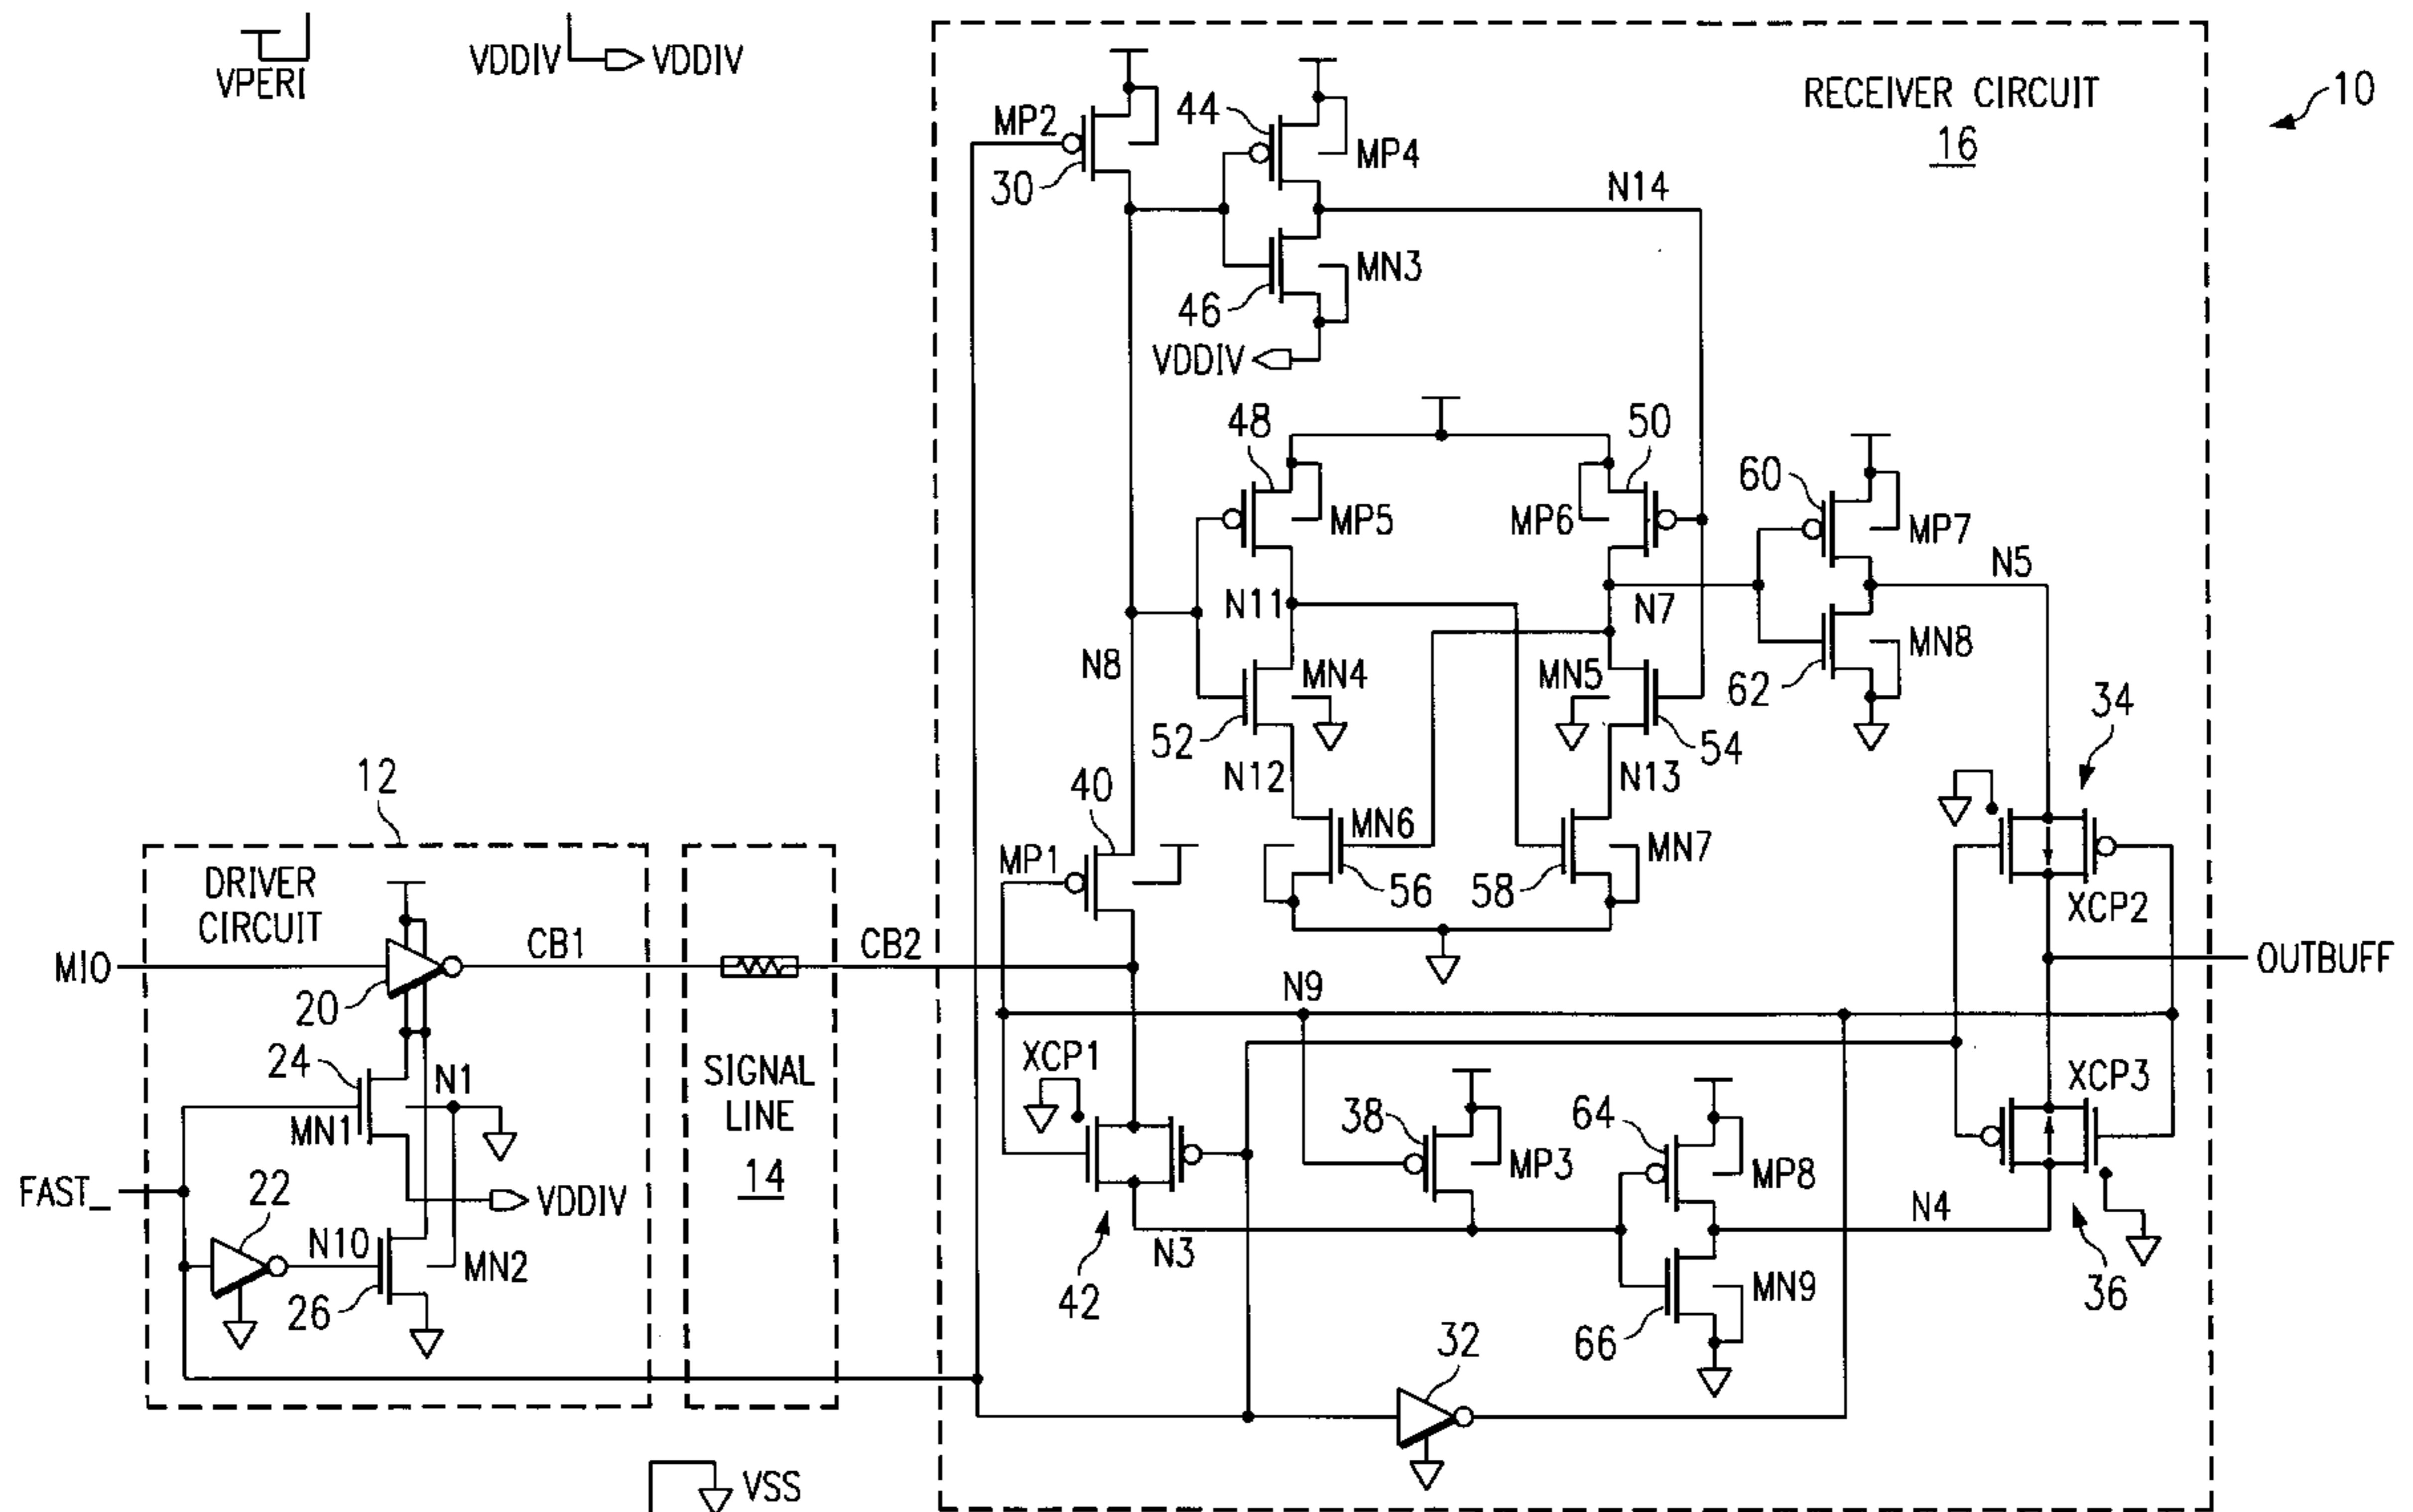 VPERI
VDDIV
VDDIV
RECEIVER CIRCUIT
16
10
MP2
30
44
MP4
N14
MN3
46
VDDIV
48
50
60
MP5
MP6
MP7
N5
N11
N7
N8
MN4
MN5
MN8
52
54
62
34
N12
N13
12
40
MN6
MN7
MP1
56
58
XCP2
DRIVER
CIRCUIT
MIO
CB1
CB2
OUTBUFF
20
N9
24
N1
SIGNAL
LINE
14
XCP1
XCP3
MN1
38
64
MP3
MP8
FAST_
22
VDDIV
N10
MN2
N3
N4
26
42
MN9
36
66
32
VSS